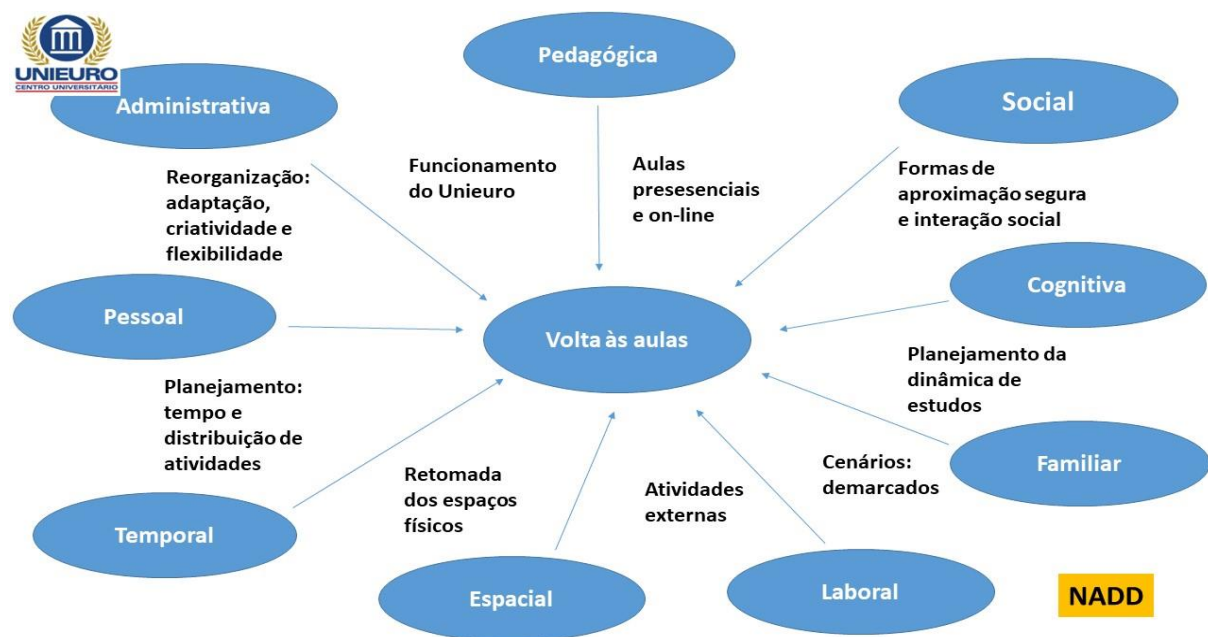 UNIEURO
CENTRO UNIVERSITÁRIO
Administrativa
Pedagógica
Social
Reorganização:
adaptação,
criatividade e
flexibilidade
Funcionamento
do Unieuro
Aulas
presesenciais
e on-line
Formas de
aproximação segura
e interação social
Pessoal
Volta às aulas
Cognitiva
Planejamento:
tempo e
distribuição de
atividades
Planejamento da
dinâmica de
estudos
Temporal
Retomada
dos espaços
físicos
Atividades
externas
Cenários:
demarcados
Familiar
Espacial
Laboral
NADD